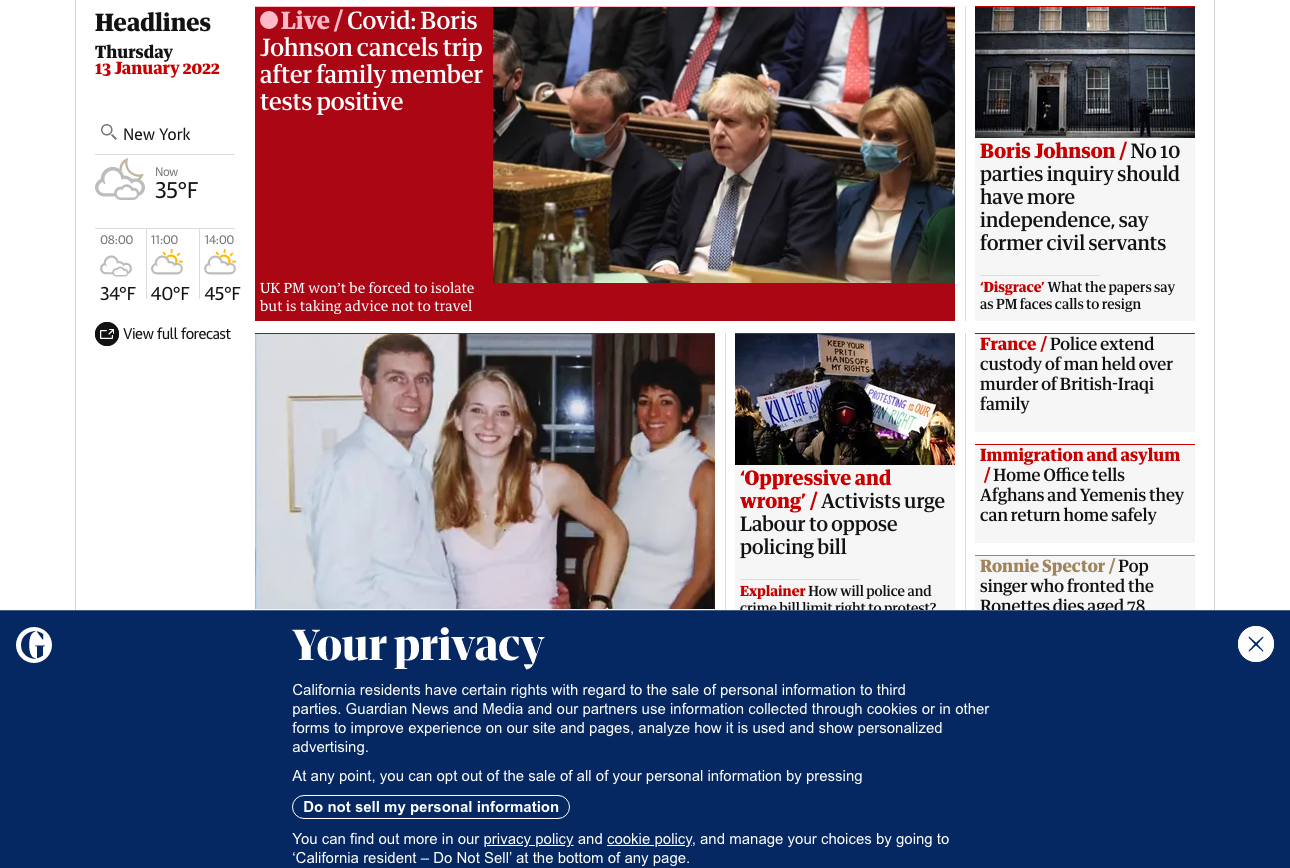 Headlines
Thursday
13 January 2022
New York
Now
35°F
08:00
11:00
14:00
34°F
40°F
45°F
View full forecast
Live / Covid: Boris
Johnson cancels trip
after family member
tests positive
UK PM won’t be forced to isolate
but is taking advice not to travel
Boris Johnson / No 10
parties inquiry should
have more
independence, say
former civil servants
‘Disgrace’ What the papers say
as PM faces calls to resign
KEEP YOUR
PRITI
HANDS OFF
MY RIGHTS
KILL THE BILL
PROTESTING IS OUR
RIGHT
‘Oppressive and
wrong’ / Activists urge
Labour to oppose
policing bill
Explainer How will police and
crime bill limit right to protest?
France / Police extend
custody of man held over
murder of British-Iraqi
family
Immigration and asylum
/ Home Office tells
Afghans and Yemenis they
can return home safely
Ronnie Spector / Pop
singer who fronted the
Ronettes dies aged 78
G
Your privacy
California residents have certain rights with regard to the sale of personal information to third
parties. Guardian News and Media and our partners use information collected through cookies or in other
forms to improve experience on our site and pages, analyze how it is used and show personalized
advertising.
At any point, you can opt out of the sale of all of your personal information by pressing
Do not sell my personal information
You can find out more in our privacy policy and cookie policy, and manage your choices by going to
‘California resident – Do Not Sell’ at the bottom of any page.